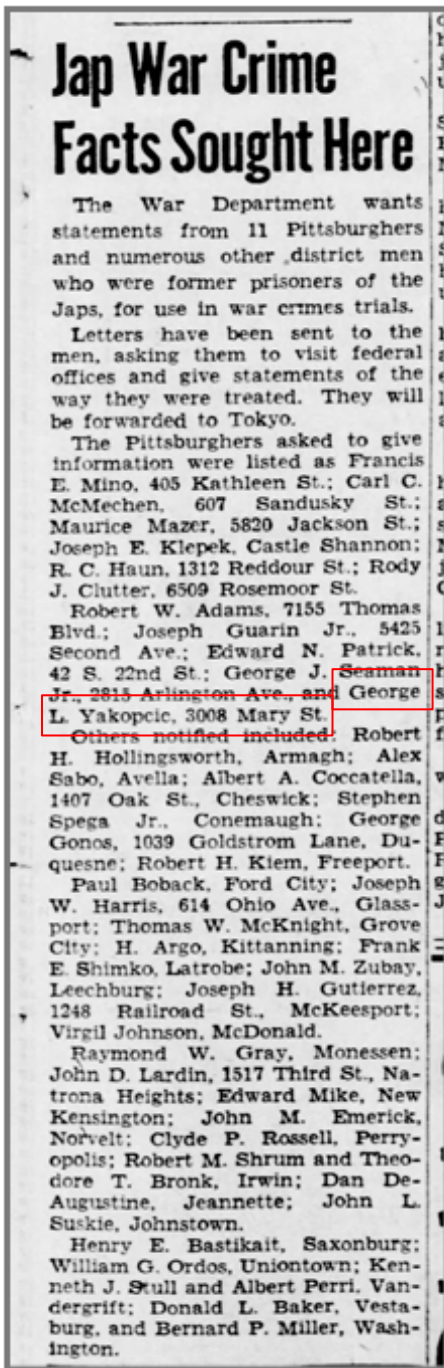 Jap War Crime
Facts Sought Here
The War Department wants
statements from 11 Pittsburghers
and numerous other district men
who were former prisoners of the
Japs, for use in war crimes trials.
Letters have been sent to the
men, asking them to visit federal
offices and give statements of the
way they were treated. They will
be forwarded to Tokyo.
The Pittsburghers asked to give
information were listed as Francis
E. Mino, 405 Kathleen St.; Carl C.
McMechen, 607 Sandusky St.;
Maurice Mazer, 5820 Jackson St.;
Joseph E. Klepek, Castle Shannon;
R. C. Haun, 1312 Reddour St.; Rody
J. Clutter, 6509 Rosemoor St.
Robert W. Adams, 7155 Thomas
Blvd.; Joseph Guarin Jr., 5425
Second Ave.; Edward N. Patrick,
42 S. 22nd St.; George J. Seaman
Jr., 2815 Arlington Ave., and George
L. Yakopcic, 3008 Mary St.
Others notified included: Robert
H. Hollingsworth, Armagh; Alex
Sabo, Avella; Albert A. Coccatella,
1407 Oak St., Cheswick; Stephen
Spega Jr., Conemaugh; George
Gonos, 1039 Goldstrom Lane, Du-
quesne; Robert H. Kiem, Freeport.
Paul Boback, Ford City; Joseph
W. Harris, 614 Ohio Ave., Glass-
port; Thomas W. McKnight, Grove
City; H. Argo, Kittanning; Frank
E. Shimko, Latrobe; John M. Zubay,
Leechburg; Joseph H. Gutierrez,
1248 Railroad St., McKeesport;
Virgil Johnson, McDonald.
Raymond W. Gray, Monessen;
John D. Lardin, 1517 Third St., Na-
trona Heights; Edward Mike, New
Kensington; John M. Emerick,
Norvelt; Clyde P. Rossell, Perry-
opolis; Robert M. Shrum and Theo-
dore T. Bronk, Irwin; Dan De-
Augustine, Jeannette; John L.
Suskie, Johnstown.
Henry E. Bastikait, Saxonburg;
William G. Ordos, Uniontown; Ken-
neth J. Stull and Albert Perri, Van-
dergrift; Donald L. Baker, Vesta-
burg, and Bernard P. Miller, Wash-
ington.